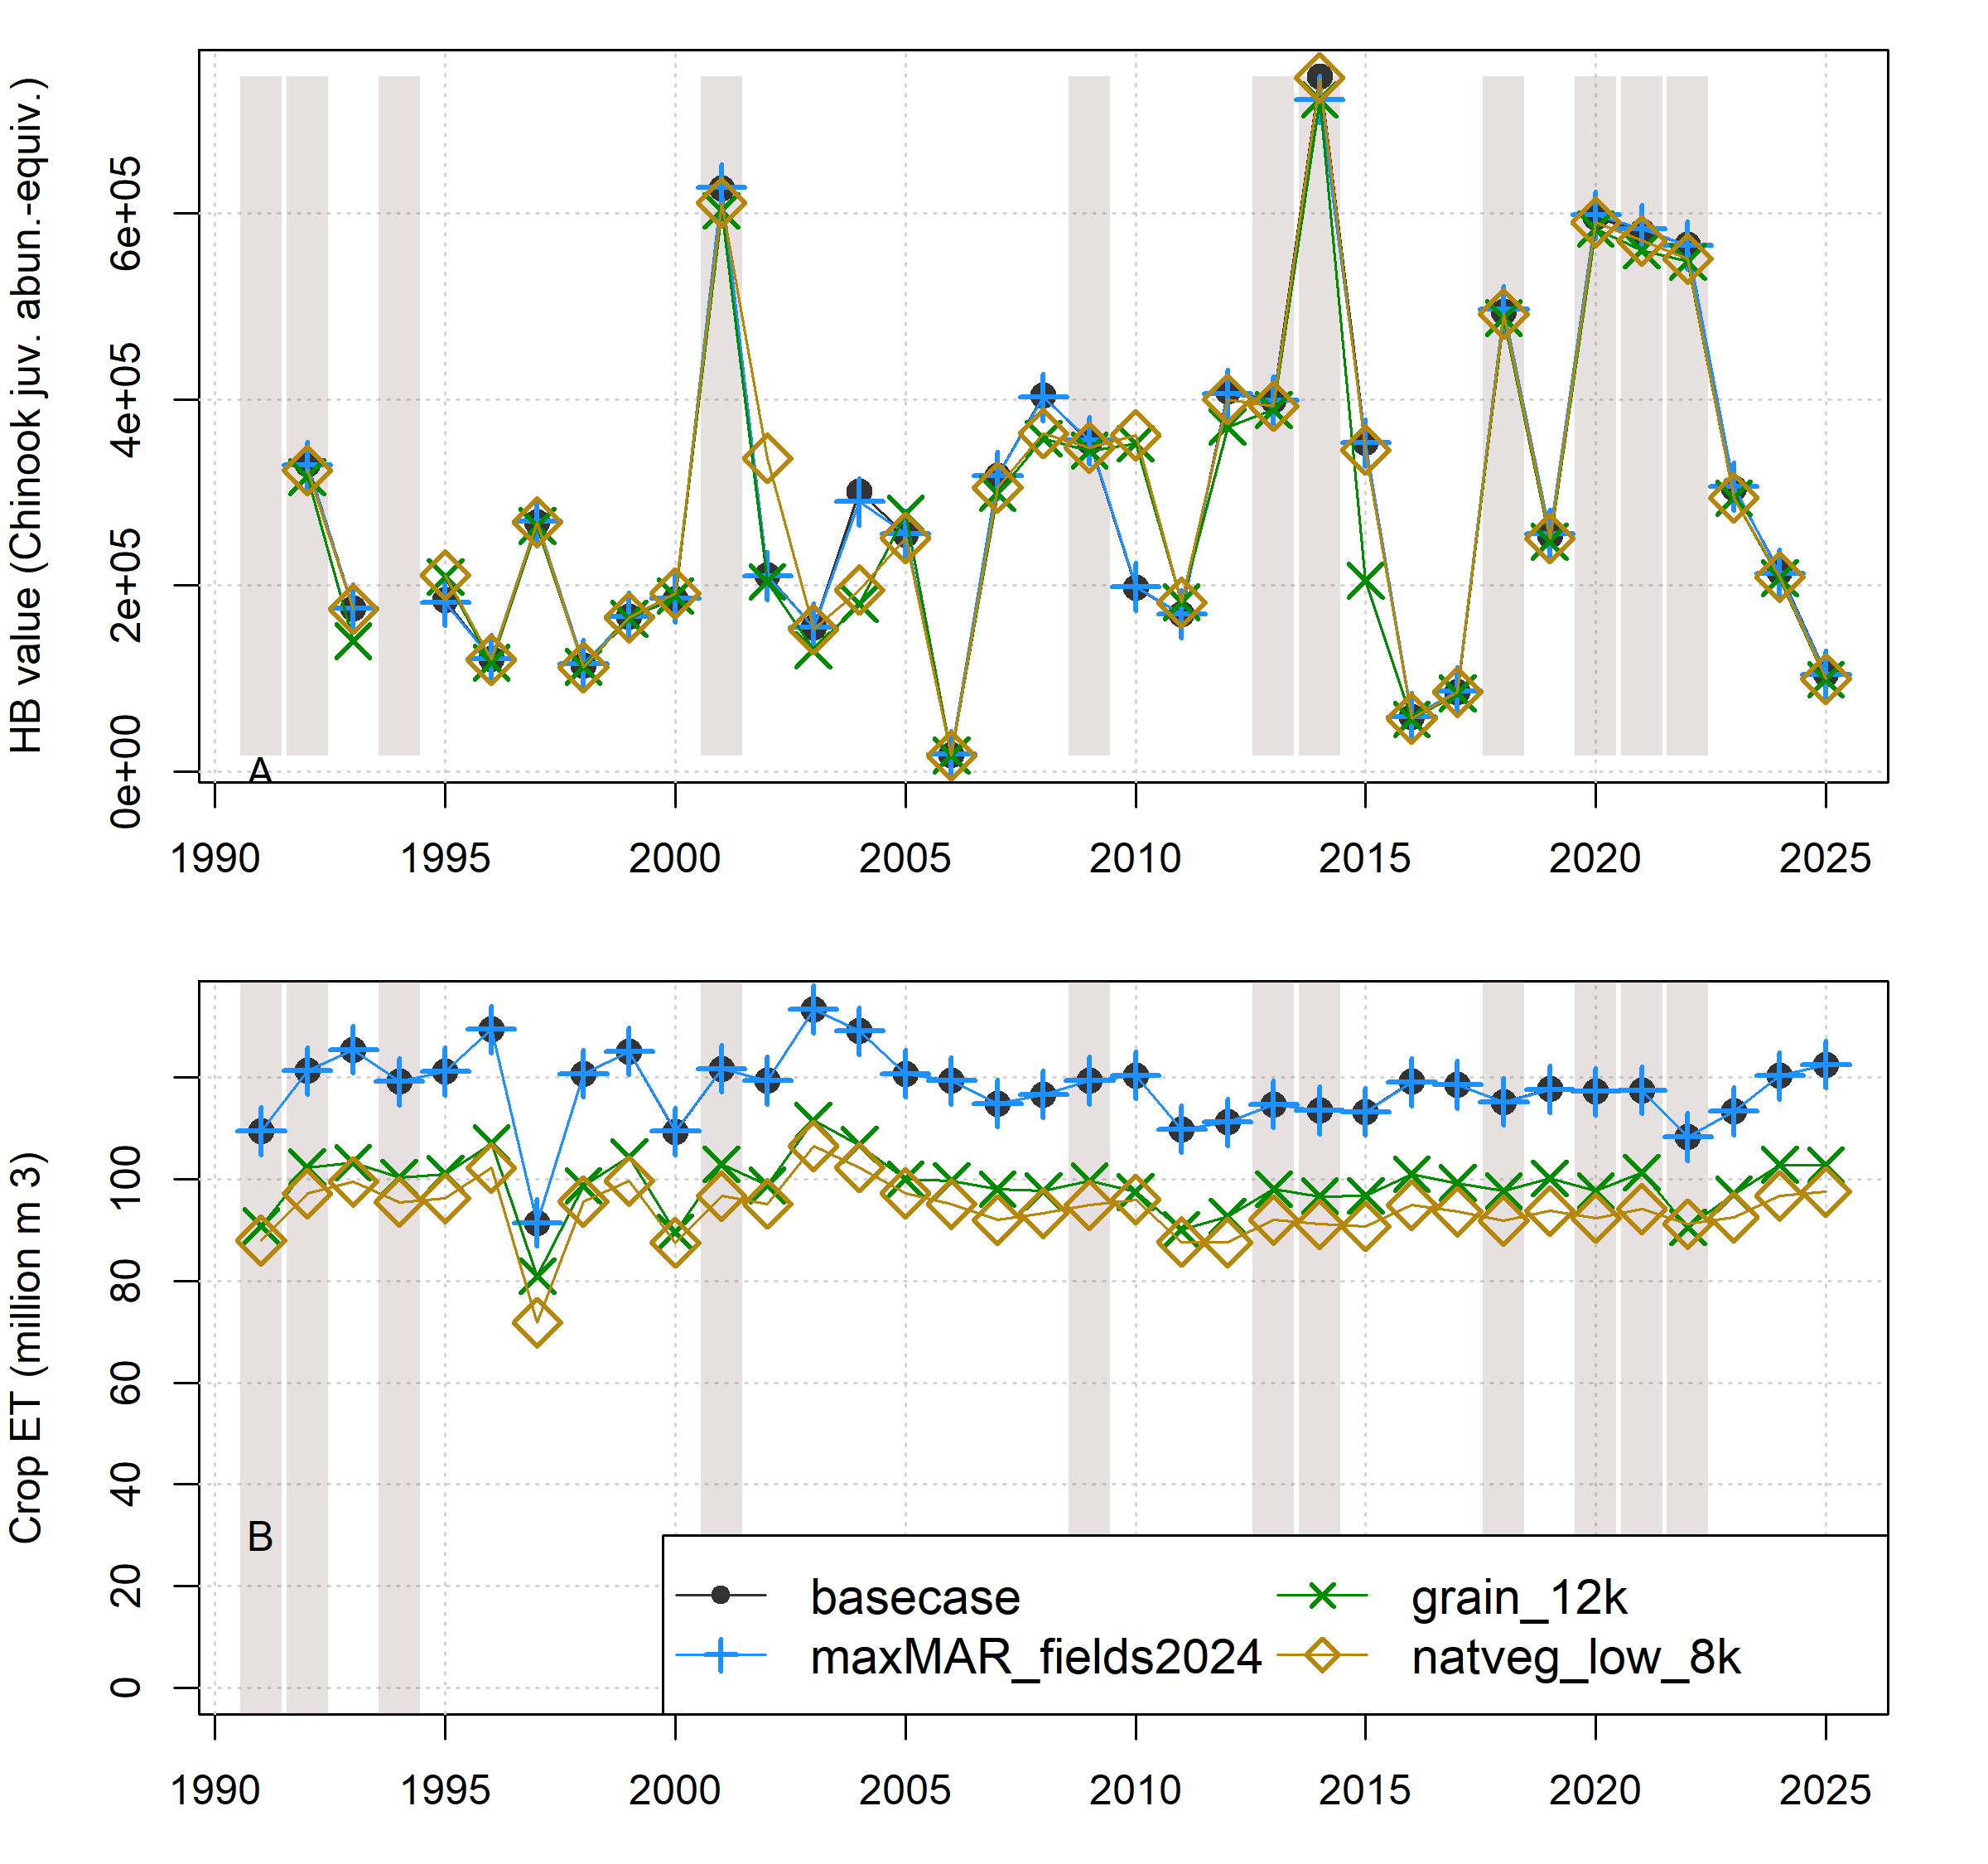 HB value (Chinook juv. abun.-equiv.)
6e+05
4e+05
2e+05
0e+00
A
1990 1995 2000 2005 2010 2015 2020 2025
Crop ET (million m 3)
100
80
60
40
20
0
B
basecase grain_12k
maxMAR_fields2024 natveg_low_8k
1990 1995 2000 2005 2010 2015 2020 2025